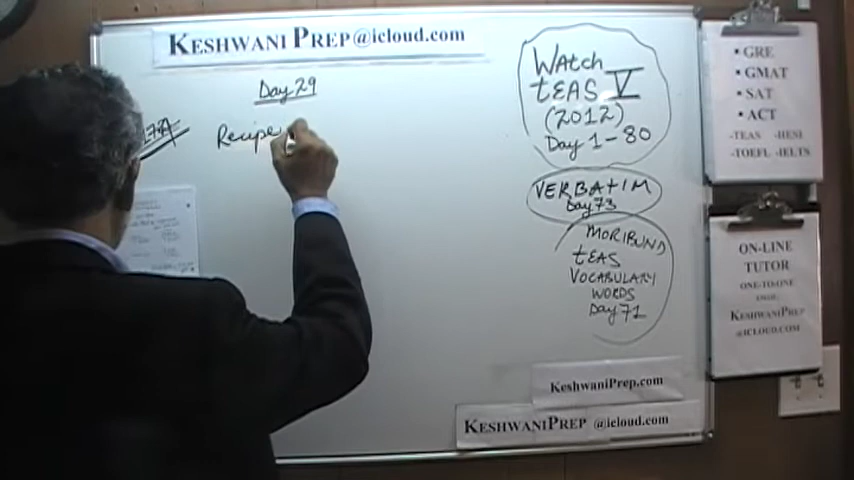 KESHWANI PREP@icloud.com
Day 29
Recipe
WAtch
tEAS V
(2012)
Day 1-80
VERBATIM
Day 73
MORIBUND
tEAS
VOCABULARY
WORDS
Day 71
• GRE
• GMAT
• SAT
• ACT
-TEAS -HESI
-TOEFL -IELTS
ON-LINE
TUTOR
ONE-TO-ONE
KESHWANIPREP
@ICLOUD.COM
KeshwaniPrep.com
KESHWANIPREP @icloud.com